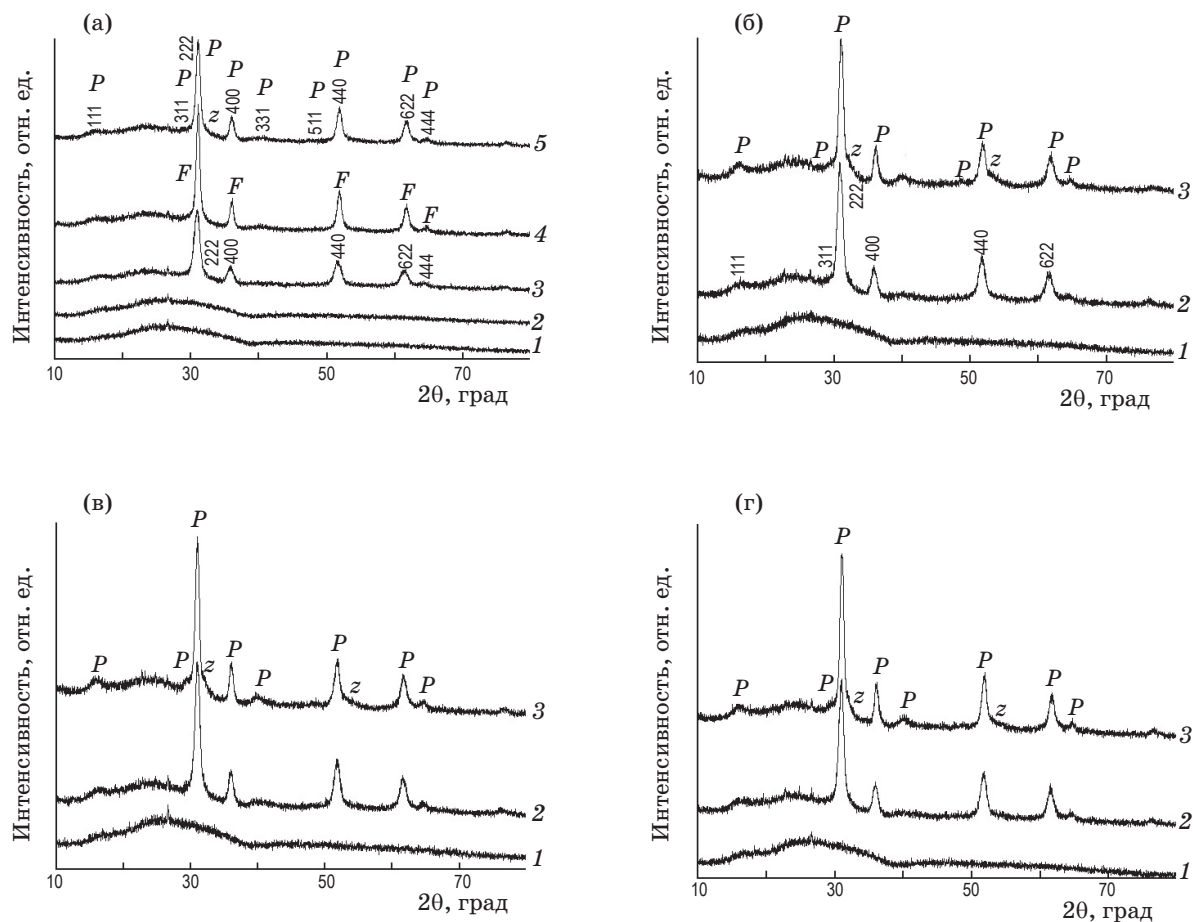 (а)
Интенсивность, отн. ед.
P 111
P 311
222 P
z
P 400
P 331
P 511
P 440
P 622
P 444
5
F F F F
4
222 400 440 622 444
3
2
1
10 30 50 70
2θ, град
(б)
Интенсивность, отн. ед.
P
P P z P P z P P
3
111 311 222 400 440 622
2
1
10 30 50 70
2θ, град
(в)
Интенсивность, отн. ед.
P
P P z P P P z P P
3
2
1
10 30 50 70
2θ, град
(г)
Интенсивность, отн. ед.
P
P P z P P P z P P
3
2
1
10 30 50 70
2θ, град